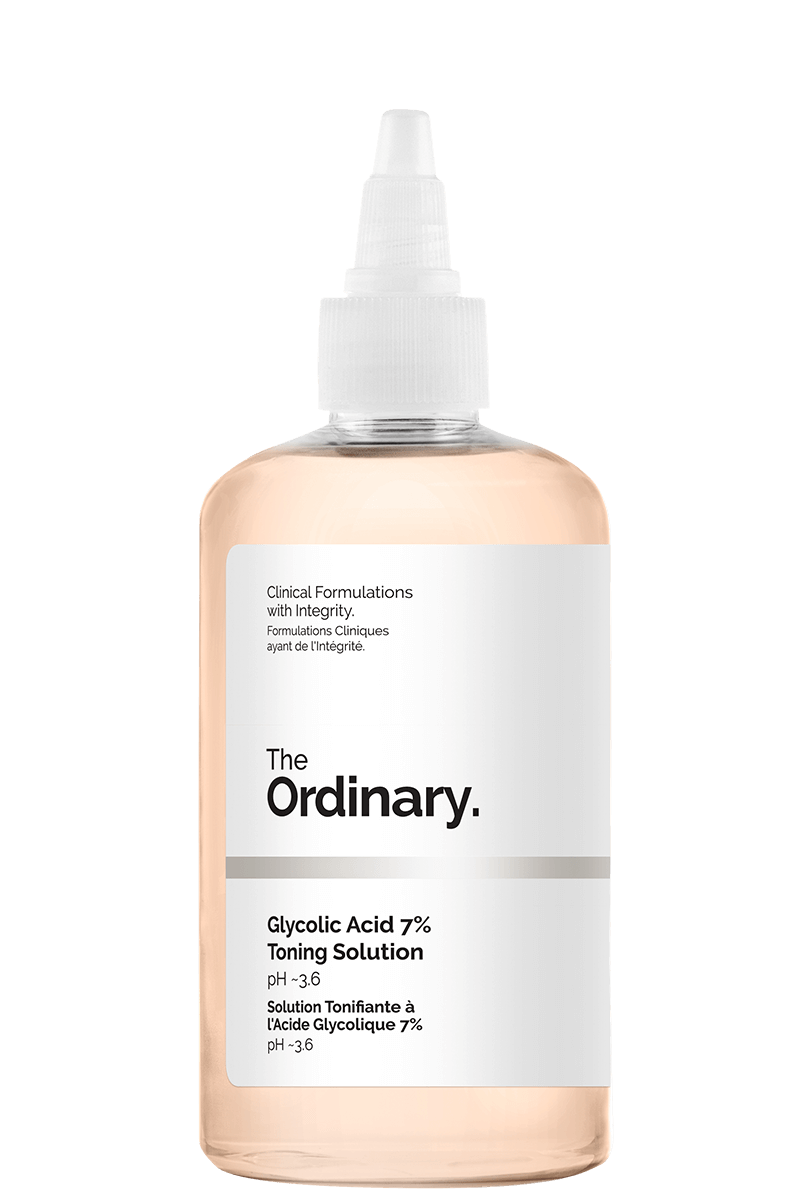 Clinical Formulations
with Integrity.
Formulations Cliniques
ayant de l'Intégrité.
The
Ordinary.
Glycolic Acid 7%
Toning Solution
pH ~3.6
Solution Tonifiante à
l'Acide Glycolique 7%
pH ~3.6